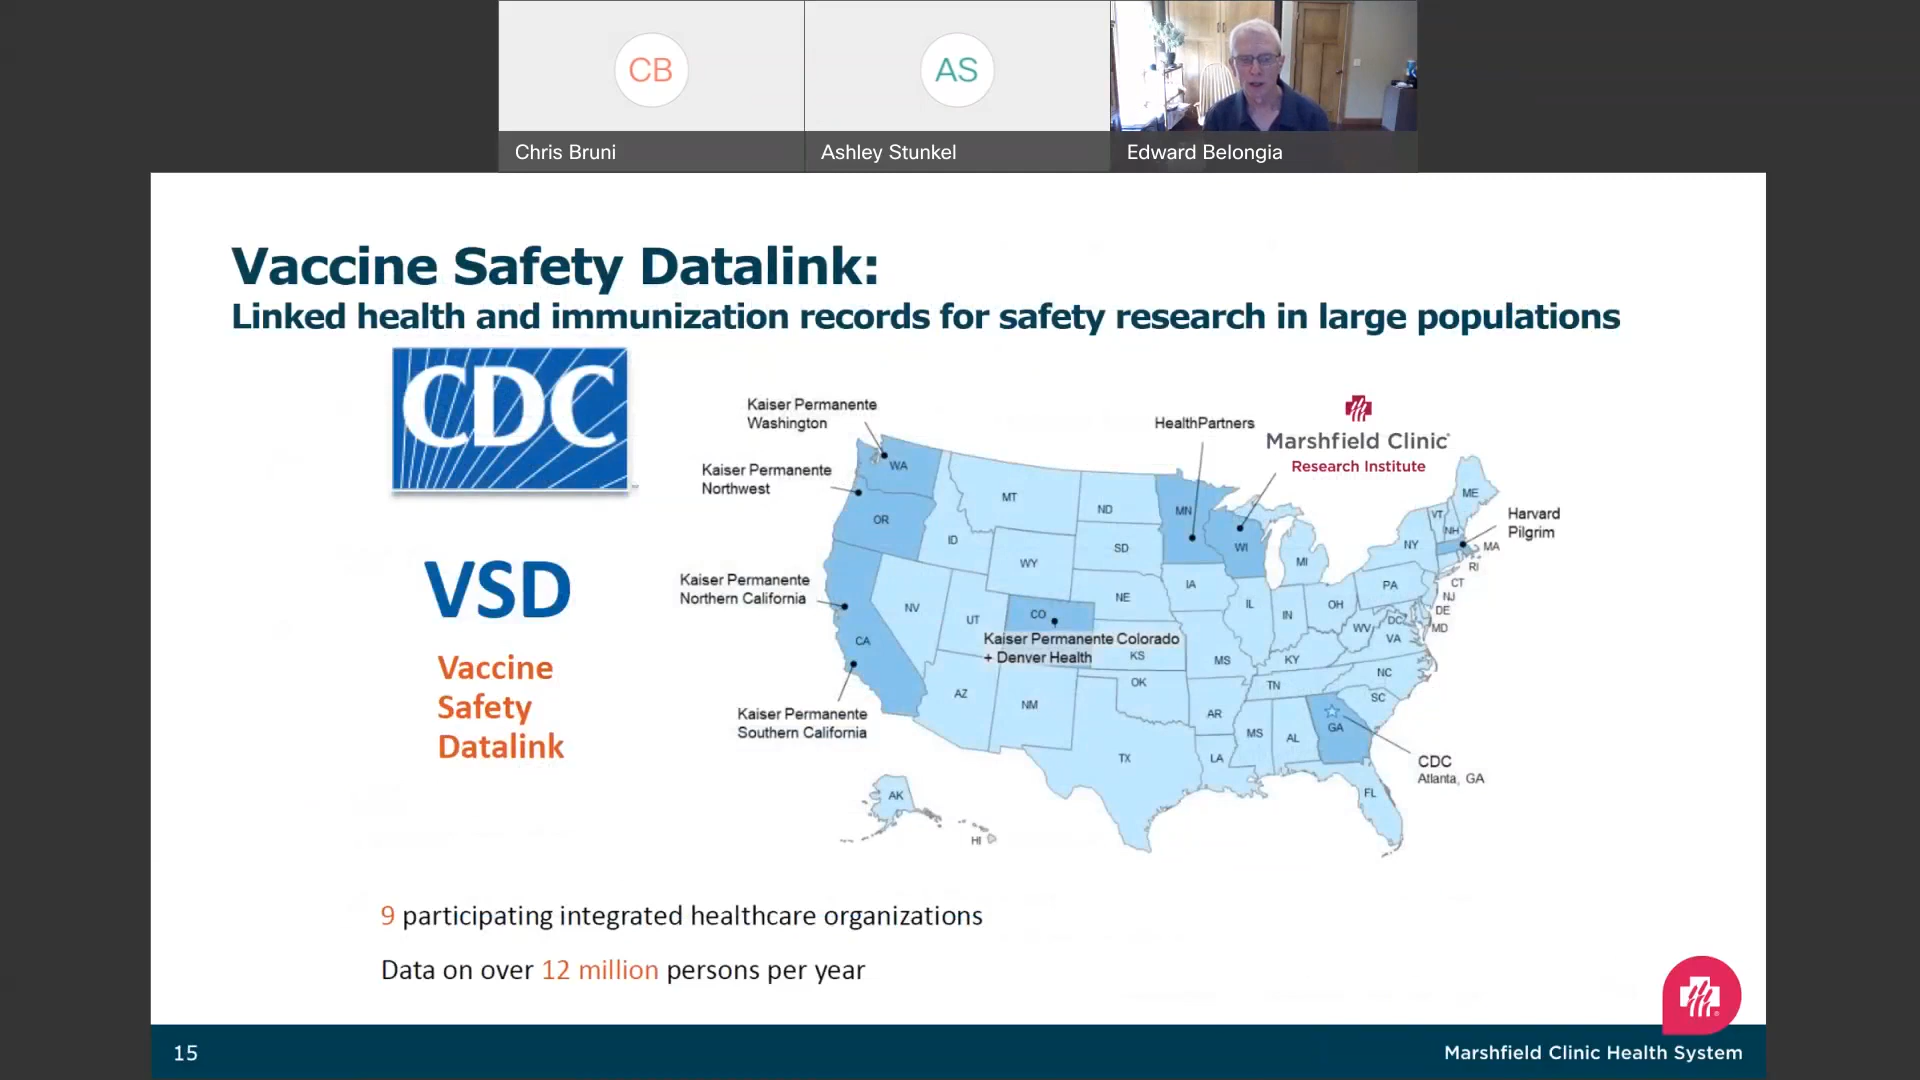 CB
AS
Chris Bruni
Ashley Stunkel
Edward Belongia
Vaccine Safety Datalink:
Linked health and immunization records for safety research in large populations
CDC
VSD
Vaccine
Safety
Datalink
Kaiser Permanente
Washington
Kaiser Permanente
Northwest
Kaiser Permanente
Northern California
Kaiser Permanente
Southern California
Kaiser Permanente Colorado
+ Denver Health
HealthPartners
Marshfield Clinic
Research Institute
Harvard
Pilgrim
CDC
Atlanta, GA
WA
OR
CA
ID
NV
MT
WY
UT
CO
AZ
NM
ND
SD
NE
KS
OK
TX
MN
IA
MS
AR
LA
WI
IL
MI
IN
OH
KY
TN
MS
AL
GA
FL
SC
NC
VA
WV
DC
MD
DE
NJ
PA
NY
CT
RI
MA
VT
NH
ME
AK
HI
9 participating integrated healthcare organizations
Data on over 12 million persons per year
15
Marshfield Clinic Health System